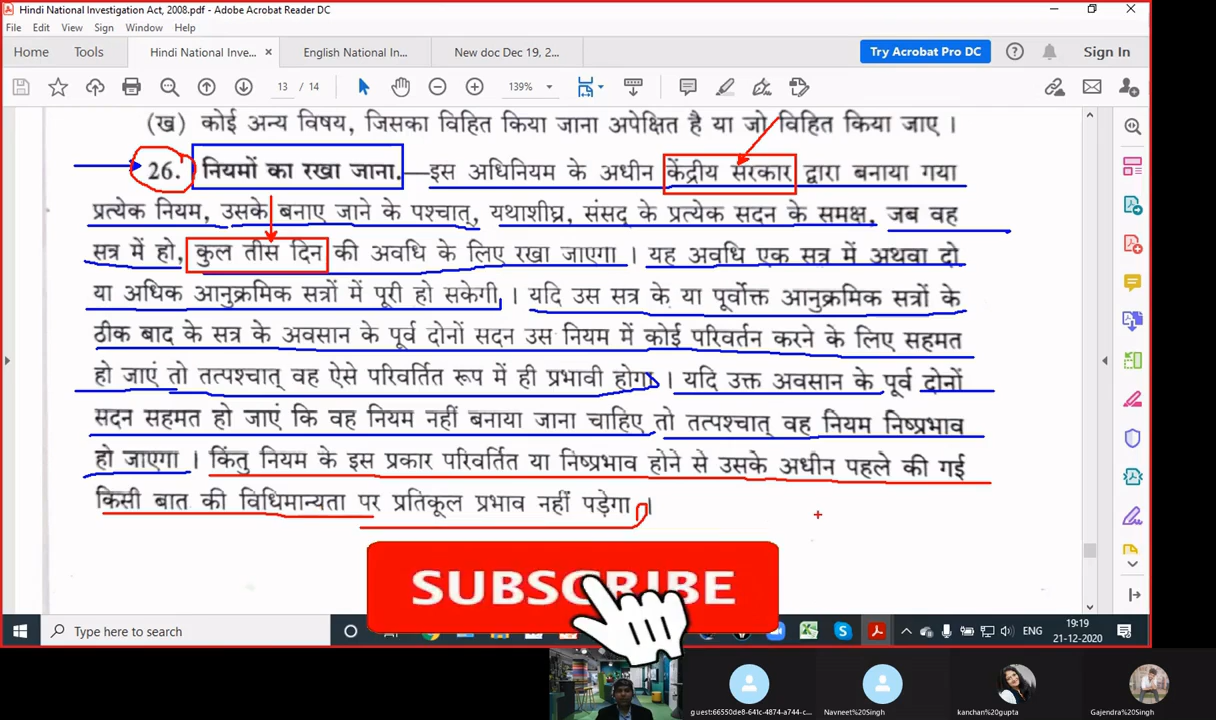 Hindi National Investigation Act, 2008.pdf - Adobe Acrobat Reader DC
File Edit View Sign Window Help
Home Tools Hindi National Inve... × English National In... New doc Dec 19, 2... Try Acrobat Pro DC Sign In
13 / 14 139%
(ख) कोई अन्य विषय, जिसका विहित किया जाना अपेक्षित है या जो विहित किया जाए ।
26. नियमों का रखा जाना.—इस अधिनियम के अधीन केंद्रीय सरकार द्वारा बनाया गया
प्रत्येक नियम, उसके बनाए जाने के पश्चात्, यथाशीघ्र, संसद् के प्रत्येक सदन के समक्ष, जब वह
सत्र में हो, कुल तीस दिन की अवधि के लिए रखा जाएगा । यह अवधि एक सत्र में अथवा दो
या अधिक आनुक्रमिक सत्रों में पूरी हो सकेगी । यदि उस सत्र के या पूर्वोक्त आनुक्रमिक सत्रों के
ठीक बाद के सत्र के अवसान के पूर्व दोनों सदन उस नियम में कोई परिवर्तन करने के लिए सहमत
हो जाएं तो तत्पश्चात् वह ऐसे परिवर्तित रूप में ही प्रभावी होगा । यदि उक्त अवसान के पूर्व दोनों
सदन सहमत हो जाएं कि वह नियम नहीं बनाया जाना चाहिए तो तत्पश्चात् वह नियम निष्प्रभाव
हो जाएगा । किंतु नियम के इस प्रकार परिवर्तित या निष्प्रभाव होने से उसके अधीन पहले की गई
किसी बात की विधिमान्यता पर प्रतिकूल प्रभाव नहीं पड़ेगा ।
SUBSCRIBE
Type here to search ENG 19:19
21-12-2020
guest:66550de8-641c-4874-a744-c... Navneet%20Singh kanchan%20gupta Gajendra%20Singh